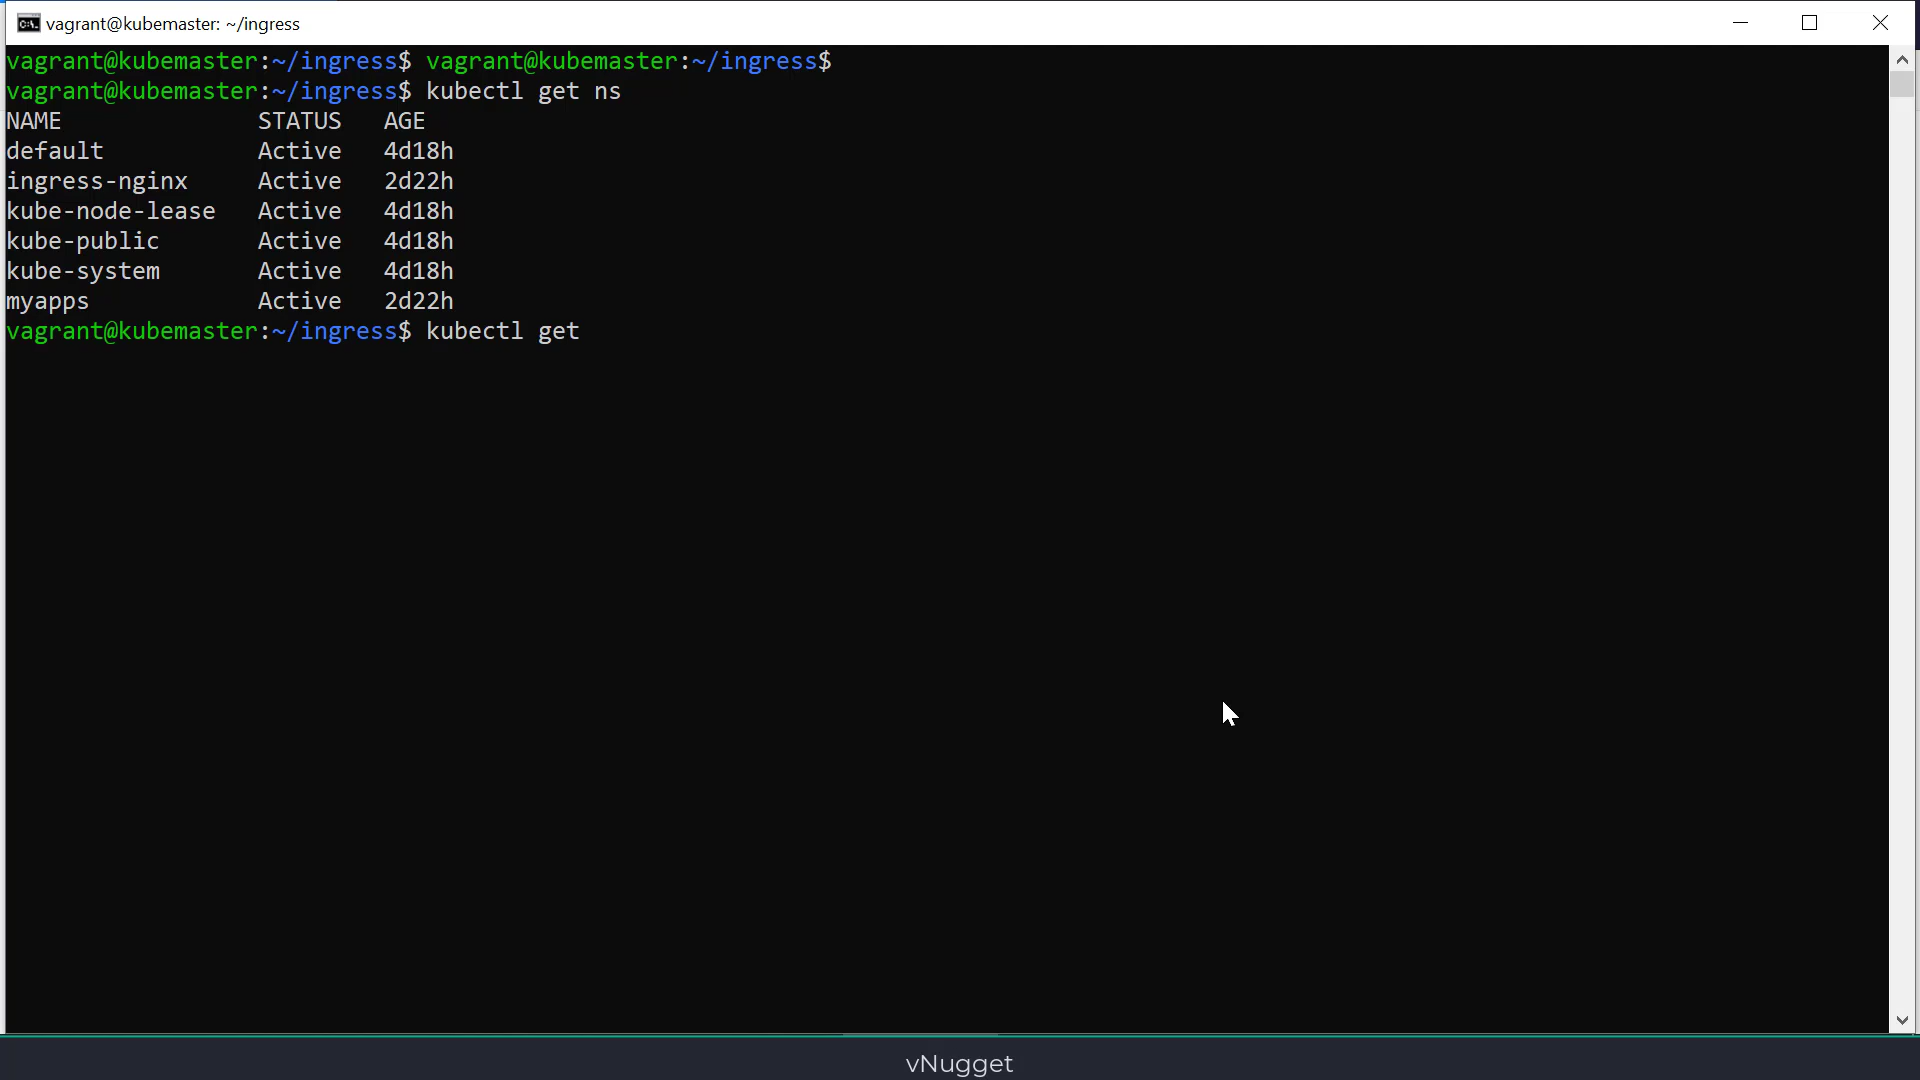 vagrant@kubemaster: ~/ingress
vagrant@kubemaster:~/ingress$ vagrant@kubemaster:~/ingress$
vagrant@kubemaster:~/ingress$ kubectl get ns
NAME STATUS AGE
default Active 4d18h
ingress-nginx Active 2d22h
kube-node-lease Active 4d18h
kube-public Active 4d18h
kube-system Active 4d18h
myapps Active 2d22h
vagrant@kubemaster:~/ingress$ kubectl get
vNugget